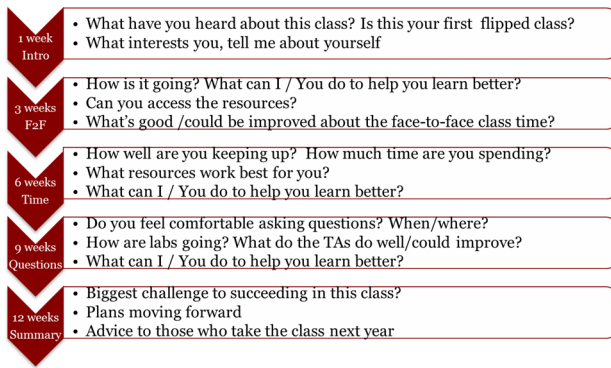 1 week
Intro
• What have you heard about this class? Is this your first flipped class?
• What interests you, tell me about yourself
3 weeks
F2F
• How is it going? What can I / You do to help you learn better?
• Can you access the resources?
• What's good /could be improved about the face-to-face class time?
6 weeks
Time
• How well are you keeping up? How much time are you spending?
• What resources work best for you?
• What can I / You do to help you learn better?
9 weeks
Questions
• Do you feel comfortable asking questions? When/where?
• How are labs going? What do the TAs do well/could improve?
• What can I / You do to help you learn better?
12 weeks
Summary
• Biggest challenge to succeeding in this class?
• Plans moving forward
• Advice to those who take the class next year